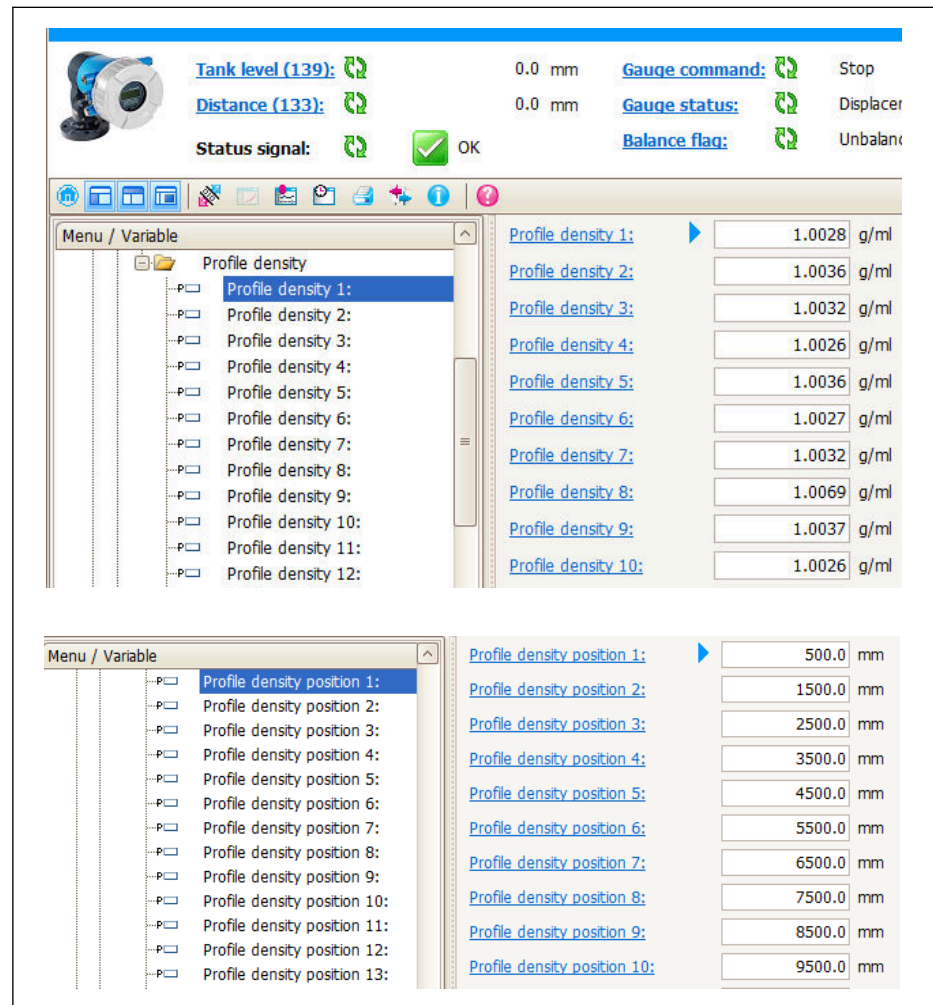 Tank level (139): 0.0 mm Gauge command: Stop
Distance (133): 0.0 mm Gauge status: Displacer
Status signal: OK Balance flag: Unbalanc
Menu / Variable
Profile density
Profile density 1:
Profile density 2:
Profile density 3:
Profile density 4:
Profile density 5:
Profile density 6:
Profile density 7:
Profile density 8:
Profile density 9:
Profile density 10:
Profile density 11:
Profile density 12:
Profile density 1: 1.0028 g/ml
Profile density 2: 1.0036 g/ml
Profile density 3: 1.0032 g/ml
Profile density 4: 1.0026 g/ml
Profile density 5: 1.0036 g/ml
Profile density 6: 1.0027 g/ml
Profile density 7: 1.0032 g/ml
Profile density 8: 1.0069 g/ml
Profile density 9: 1.0037 g/ml
Profile density 10: 1.0026 g/ml
Menu / Variable
Profile density position 1:
Profile density position 2:
Profile density position 3:
Profile density position 4:
Profile density position 5:
Profile density position 6:
Profile density position 7:
Profile density position 8:
Profile density position 9:
Profile density position 10:
Profile density position 11:
Profile density position 12:
Profile density position 13:
Profile density position 1: 500.0 mm
Profile density position 2: 1500.0 mm
Profile density position 3: 2500.0 mm
Profile density position 4: 3500.0 mm
Profile density position 5: 4500.0 mm
Profile density position 6: 5500.0 mm
Profile density position 7: 6500.0 mm
Profile density position 8: 7500.0 mm
Profile density position 9: 8500.0 mm
Profile density position 10: 9500.0 mm